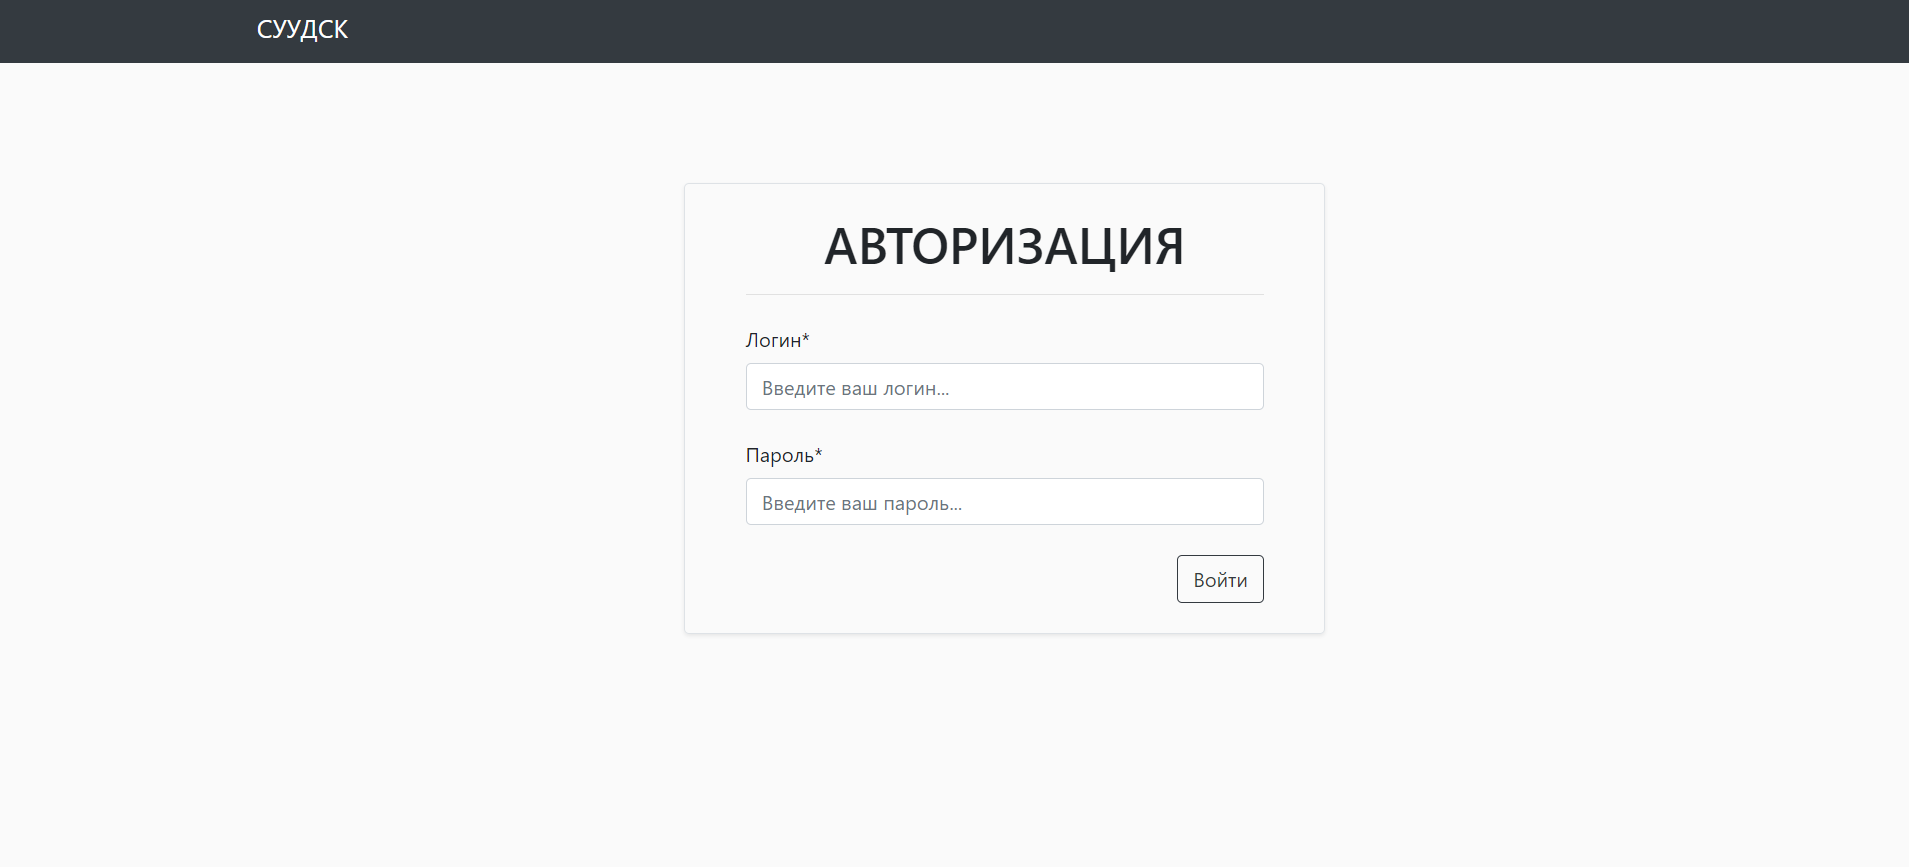 СУУДСК
АВТОРИЗАЦИЯ
Логин*
Введите ваш логин...
Пароль*
Введите ваш пароль...
Войти